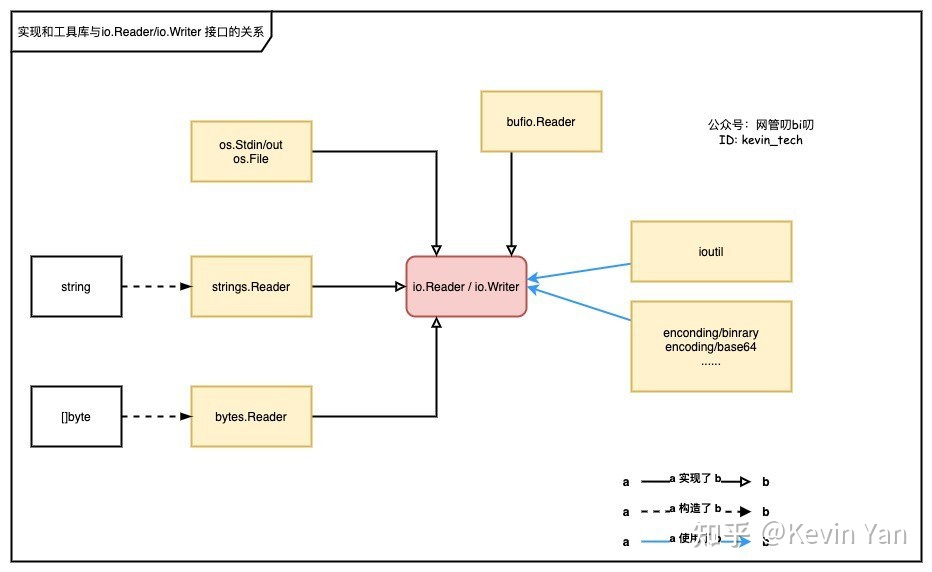 实现和工具库与io.Reader/io.Writer 接口的关系
bufio.Reader
公众号：网管叨bi叨
ID: kevin_tech
os.Stdin/out
os.File
ioutil
string
strings.Reader
io.Reader / io.Writer
enconding/binrary
encoding/base64
......
[]byte
bytes.Reader
a a 实现了 b b
a a 构造了 b b
a a 使用了 b b
知乎 @Kevin Yan